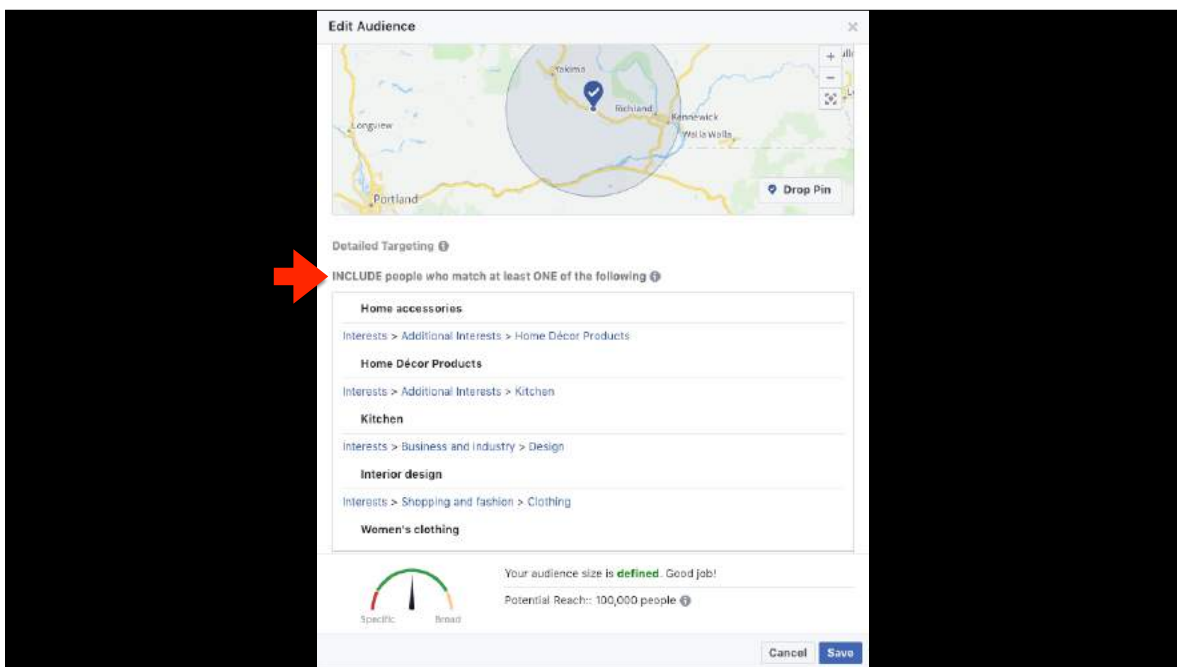 Edit Audience
Yakima
Richland
Kennewick
Longview
Walla Walla
Drop Pin
Portland
Detailed Targeting
INCLUDE people who match at least ONE of the following
Home accessories
Interests > Additional Interests > Home Décor Products
Home Décor Products
Interests > Additional Interests > Kitchen
Kitchen
Interests > Business and industry > Design
Interior design
Interests > Shopping and fashion > Clothing
Women's clothing
Your audience size is defined. Good job!
Potential Reach:: 100,000 people
Specific
Broad
Cancel
Save